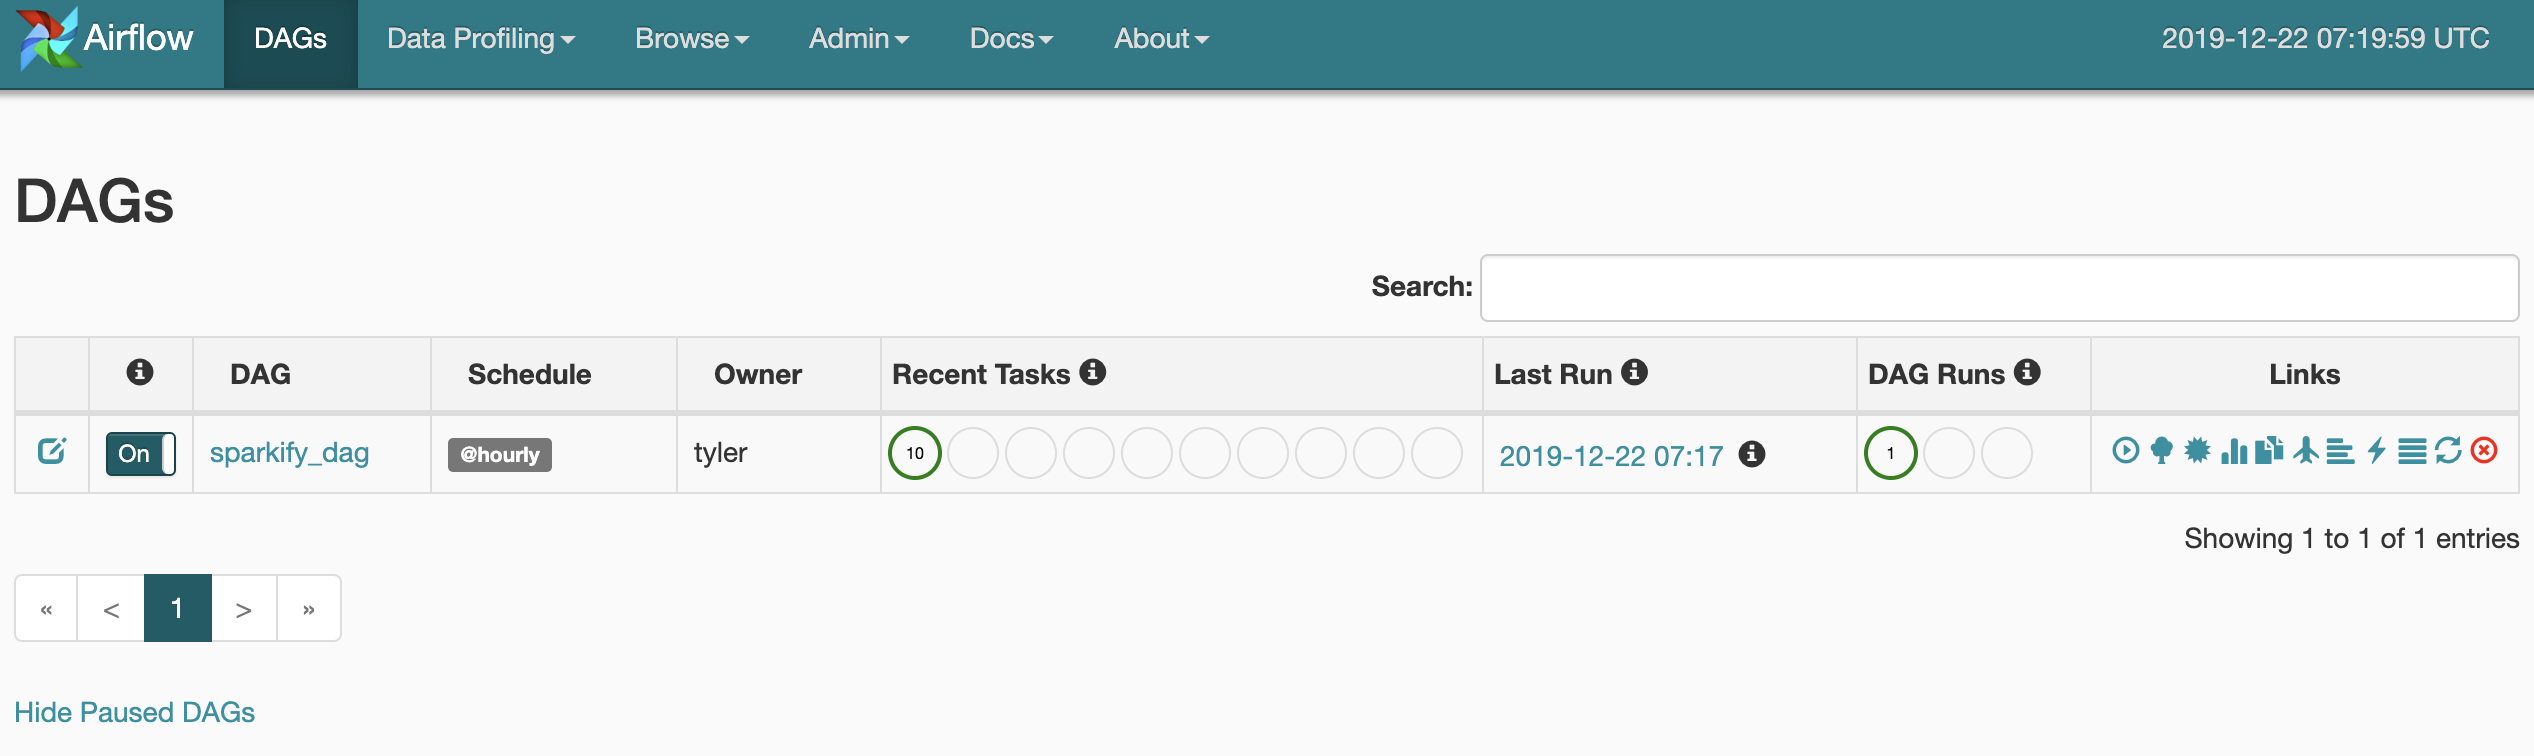 Airflow DAGs Data Profiling Browse Admin Docs About 2019-12-22 07:19:59 UTC
DAGs
Search:
DAG Schedule Owner Recent Tasks Last Run DAG Runs Links
On sparkify_dag @hourly tyler 10 2019-12-22 07:17 1
Showing 1 to 1 of 1 entries
« < 1 > »
Hide Paused DAGs